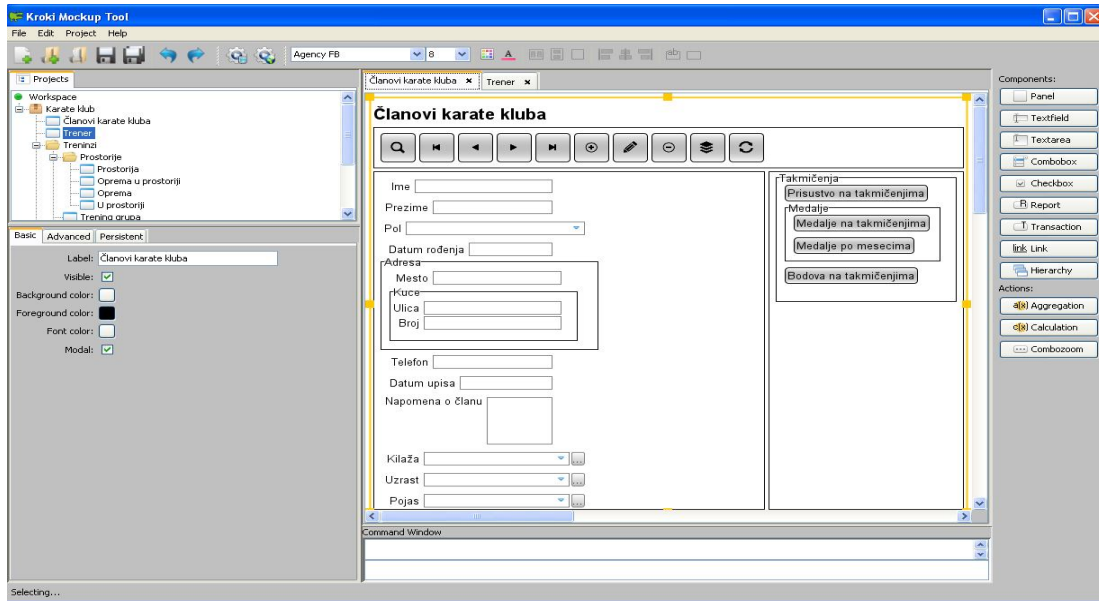 Kroki Mockup Tool
File Edit Project Help
Agency FB 8
Projects
Workspace
Karate klub
Članovi karate kluba
Trener
Treninzi
Prostorije
Prostorija
Oprema u prostoriji
Oprema
U prostoriji
Trening grupa
Basic Advanced Persistent
Label: Članovi karate kluba
Visible:
Background color:
Foreground color:
Font color:
Modal:
Članovi karate kluba Trener
Članovi karate kluba
Ime
Prezime
Pol
Datum rođenja
Adresa
Mesto
Kuce
Ulica
Broj
Telefon
Datum upisa
Napomena o članu
Kilaža ...
Uzrast ...
Pojas ...
Takmičenja
Prisustvo na takmičenjima
Medalje
Medalje na takmičenjima
Medalje po mesecima
Bodova na takmičenjima
Command Window
Components:
Panel
Textfield
Textarea
Combobox
Checkbox
R Report
T Transaction
link Link
Hierarchy
Actions:
a[x] Aggregation
c[x] Calculation
... Combozoom
Selecting...